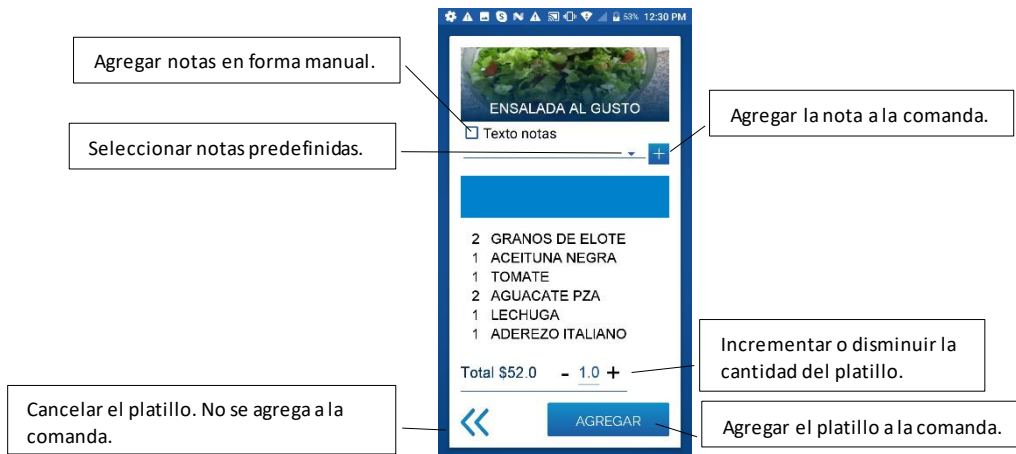 53% 12:30 PM
Agregar notas en forma manual.
ENSALADA AL GUSTO
Agregar la nota a la comanda.
Texto notas
Seleccionar notas predefinidas.
+
2 GRANOS DE ELOTE
1 ACEITUNA NEGRA
1 TOMATE
2 AGUACATE PZA
1 LECHUGA
1 ADEREZO ITALIANO
Incrementar o disminuir la
cantidad del platillo.
Total $52.0 - 1.0 +
Cancelar el platillo. No se agrega a la
comanda.
AGREGAR
Agregar el platillo a la comanda.